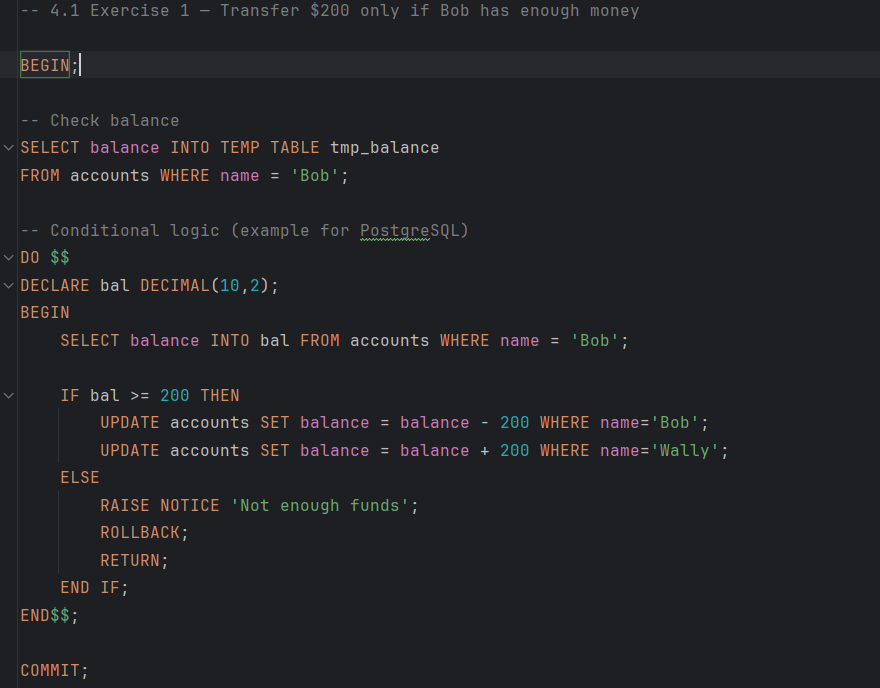 -- 4.1 Exercise 1 — Transfer $200 only if Bob has enough money
BEGIN;
-- Check balance
SELECT balance INTO TEMP TABLE tmp_balance
FROM accounts WHERE name = 'Bob';
-- Conditional logic (example for PostgreSQL)
DO $$
DECLARE bal DECIMAL(10,2);
BEGIN
    SELECT balance INTO bal FROM accounts WHERE name = 'Bob';
    IF bal >= 200 THEN
        UPDATE accounts SET balance = balance - 200 WHERE name='Bob';
        UPDATE accounts SET balance = balance + 200 WHERE name='Wally';
    ELSE
        RAISE NOTICE 'Not enough funds';
        ROLLBACK;
        RETURN;
    END IF;
END$$;
COMMIT;